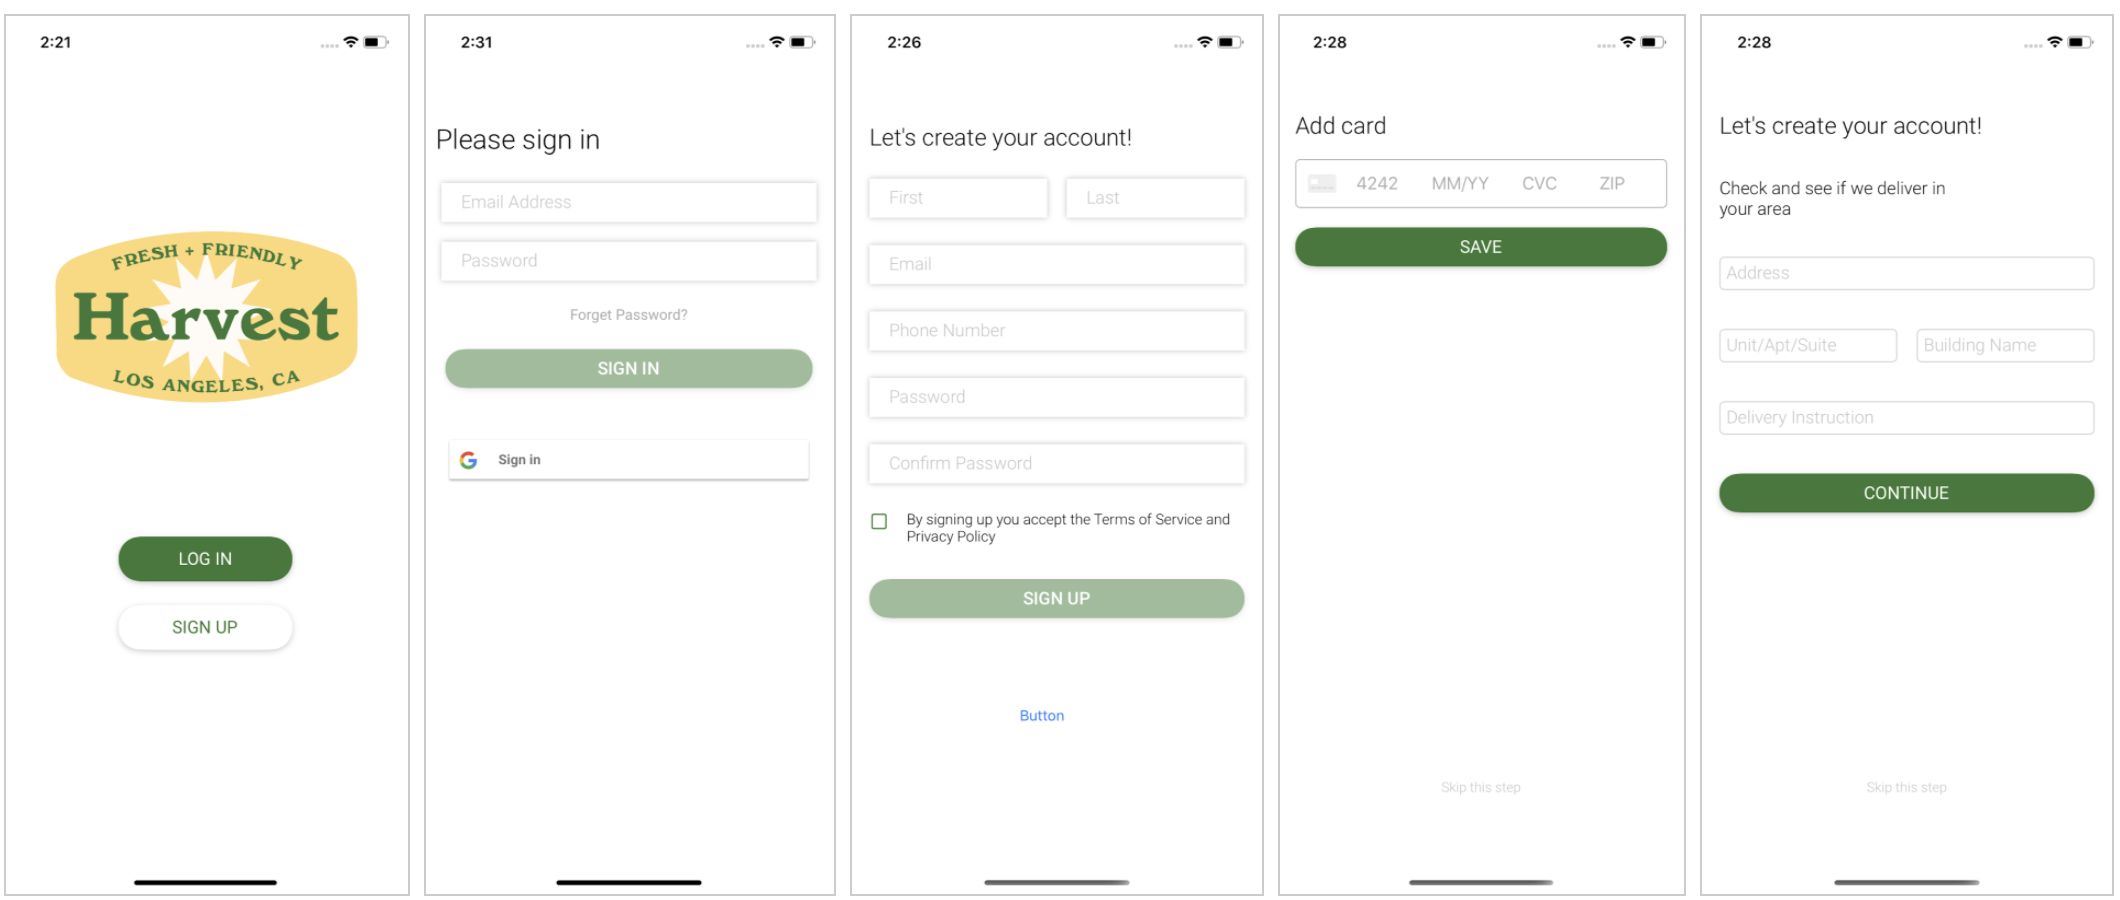 2:21
FRESH + FRIENDLY
Harvest
LOS ANGELES, CA
LOG IN
SIGN UP
2:31
Please sign in
Email Address
Password
Forget Password?
SIGN IN
Sign in
2:26
Let's create your account!
First Last
Email
Phone Number
Password
Confirm Password
By signing up you accept the Terms of Service and
Privacy Policy
SIGN UP
Button
2:28
Add card
4242 MM/YY CVC ZIP
SAVE
Skip this step
2:28
Let's create your account!
Check and see if we deliver in
your area
Address
Unit/Apt/Suite Building Name
Delivery Instruction
CONTINUE
Skip this step